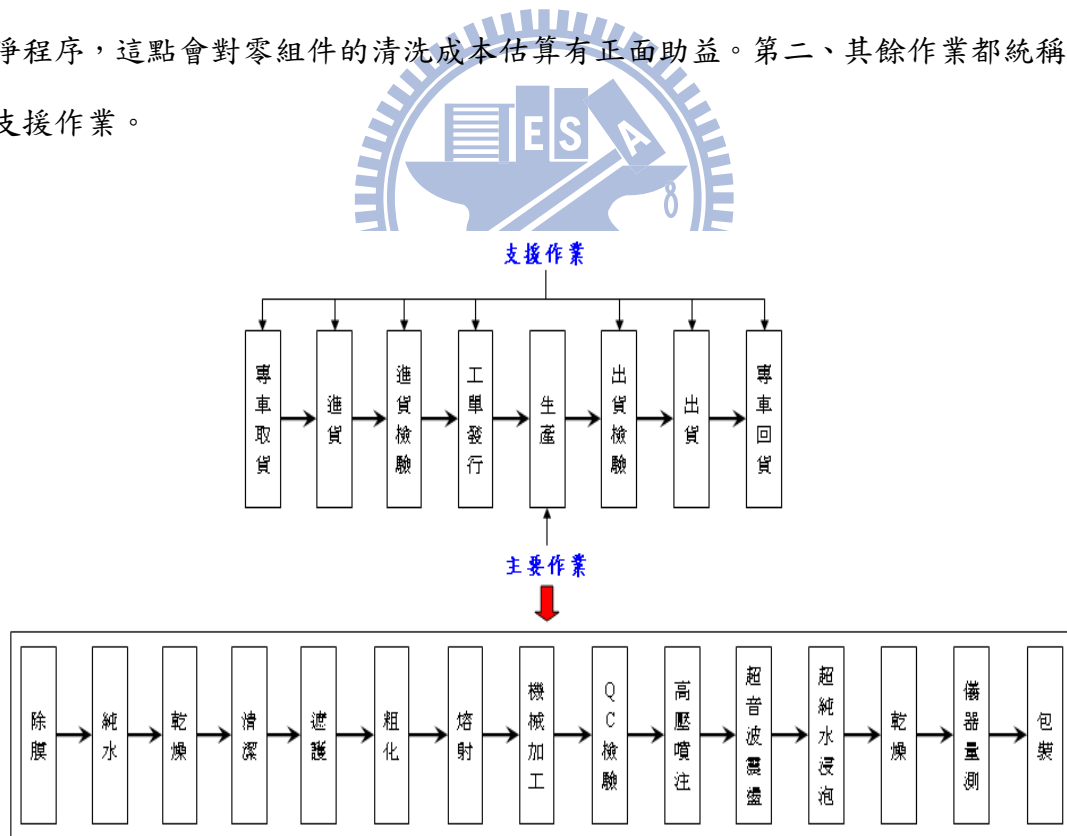 淨程序，這點會對零組件的清洗成本估算有正面助益。第二、其餘作業都統稱
支援作業。
E S A
8
支援作業
專車取貨
進貨
進貨檢驗
工單發行
生產
出貨檢驗
出貨
專車回貨
主要作業
除膜
純水
乾燥
清潔
遮護
粗化
熔射
機械加工
QC檢驗
高壓噴注
超音波震盪
超純水浸泡
乾燥
儀器量測
包裝